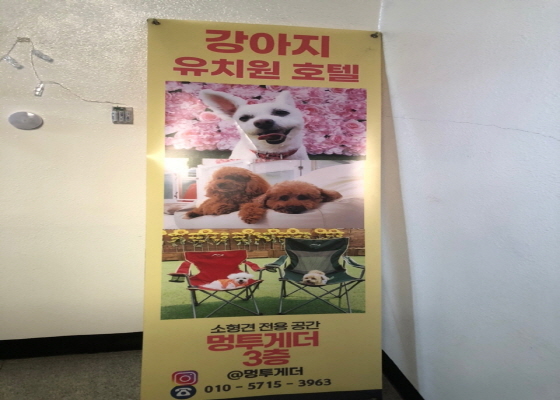 강아지
유치원 호텔
소형견 전용 공간
멍투게더
3층
@멍투게더
010 - 5715 - 3963